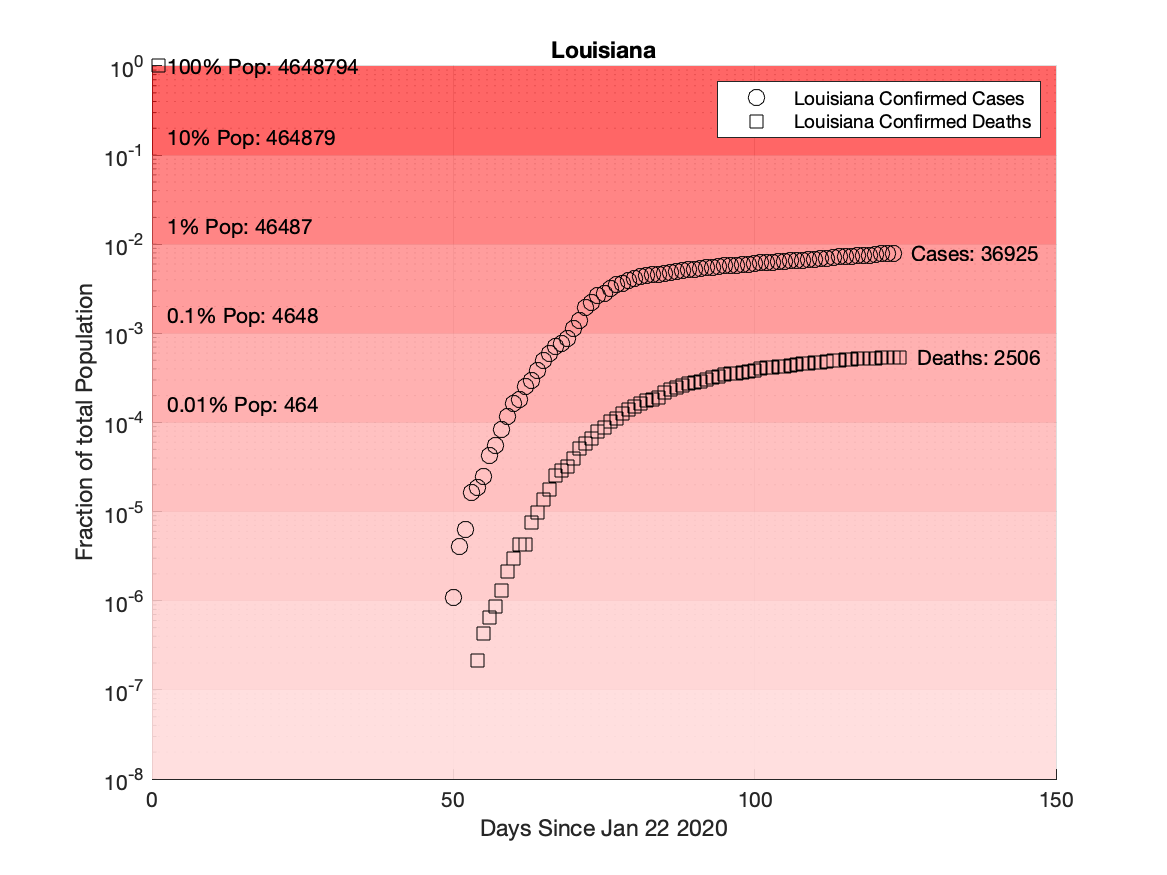 Louisiana
10^0
100% Pop: 4648794
Louisiana Confirmed Cases
Louisiana Confirmed Deaths
10% Pop: 464879
10^-1
1% Pop: 46487
10^-2
Cases: 36925
0.1% Pop: 4648
10^-3
Deaths: 2506
0.01% Pop: 464
10^-4
10^-5
10^-6
10^-7
10^-8
Fraction of total Population
0 50 100 150
Days Since Jan 22 2020